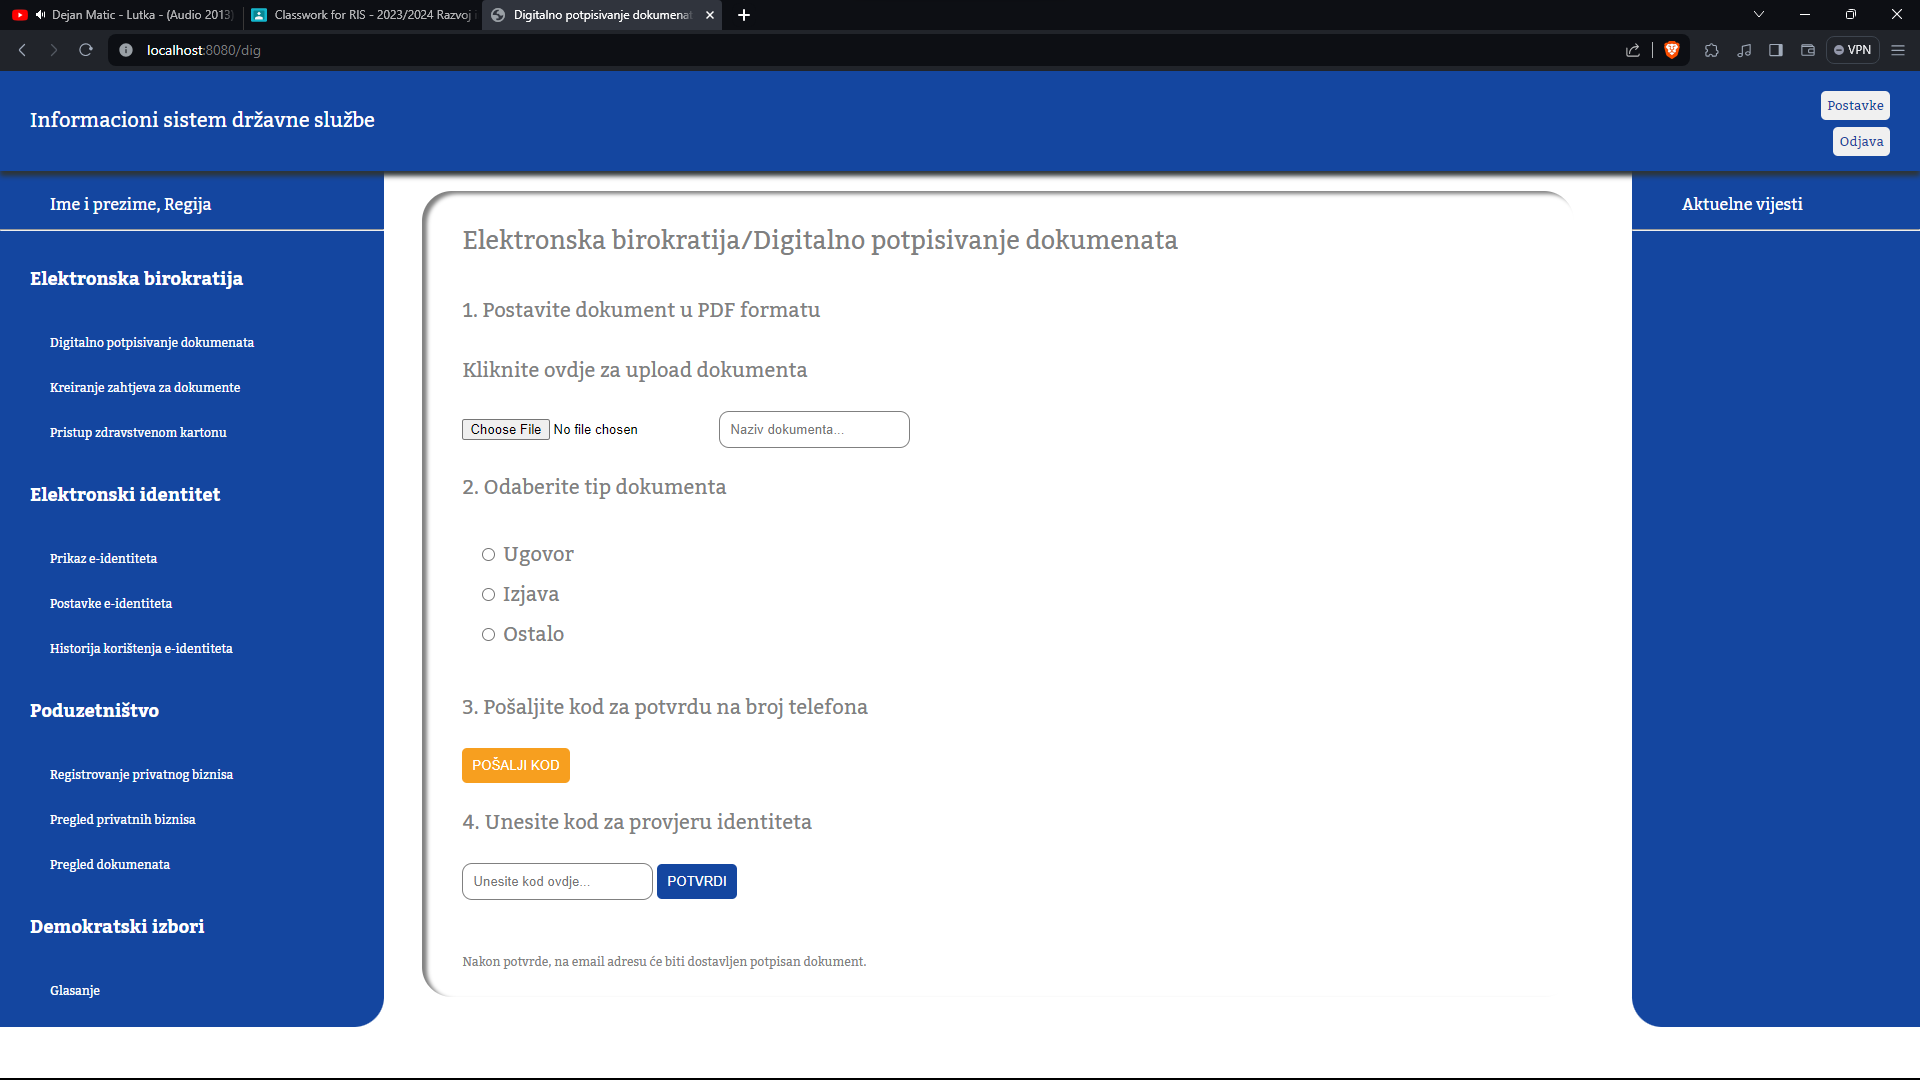 Dejan Matic - Lutka - (Audio 2013)
Classwork for RIS - 2023/2024 Razvoj
Digitalno potpisivanje dokumenat
localhost:8080/dig
VPN
Informacioni sistem državne službe
Postavke
Odjava
Ime i prezime, Regija
Elektronska birokratija
Digitalno potpisivanje dokumenata
Kreiranje zahtjeva za dokumente
Pristup zdravstvenom kartonu
Elektronski identitet
Prikaz e-identiteta
Postavke e-identiteta
Historija korištenja e-identiteta
Poduzetništvo
Registrovanje privatnog biznisa
Pregled privatnih biznisa
Pregled dokumenata
Demokratski izbori
Glasanje
Elektronska birokratija/Digitalno potpisivanje dokumenata
1. Postavite dokument u PDF formatu
Kliknite ovdje za upload dokumenta
Choose File No file chosen
Naziv dokumenta...
2. Odaberite tip dokumenta
Ugovor
Izjava
Ostalo
3. Pošaljite kod za potvrdu na broj telefona
POŠALJI KOD
4. Unesite kod za provjeru identiteta
Unesite kod ovdje...
POTVRDI
Nakon potvrde, na email adresu će biti dostavljen potpisan dokument.
Aktuelne vijesti